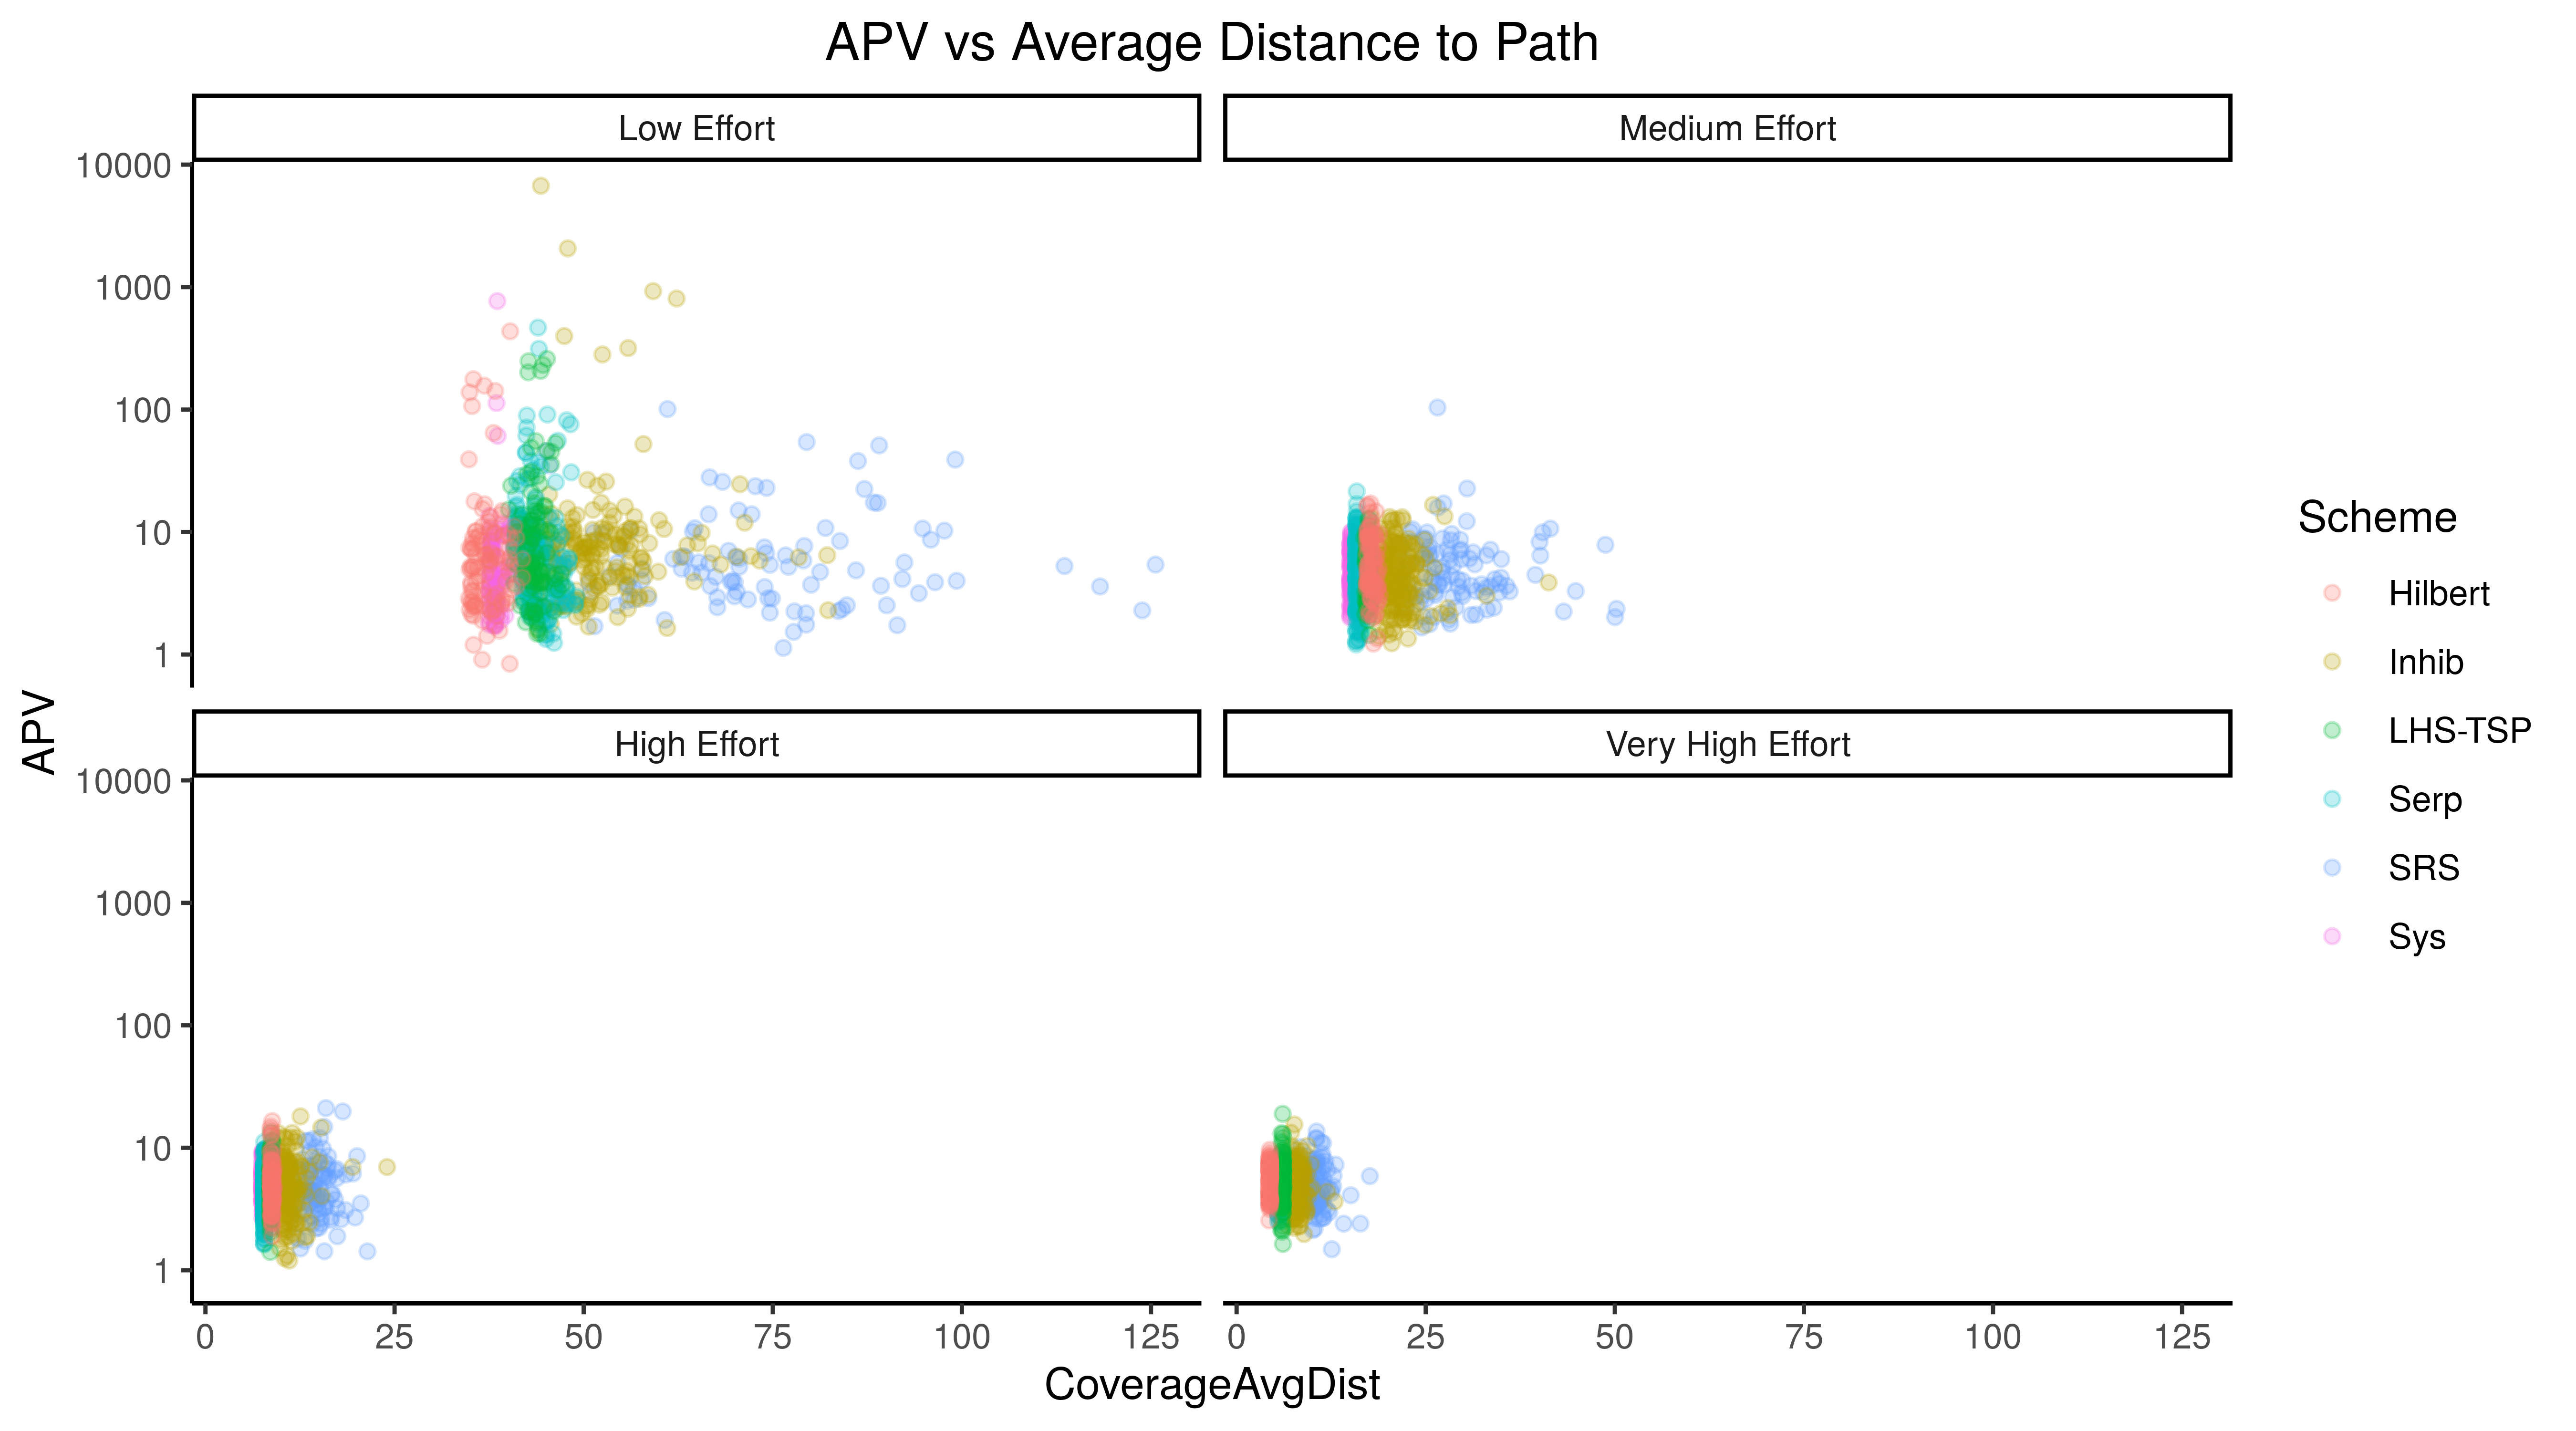 APV vs Average Distance to Path
Low Effort
Medium Effort
10000
1000
100
10
1
High Effort
Very High Effort
10000
1000
100
10
1
0 25 50 75 100 125
0 25 50 75 100 125
CoverageAvgDist
APV
Scheme
Hilbert
Inhib
LHS-TSP
Serp
SRS
Sys